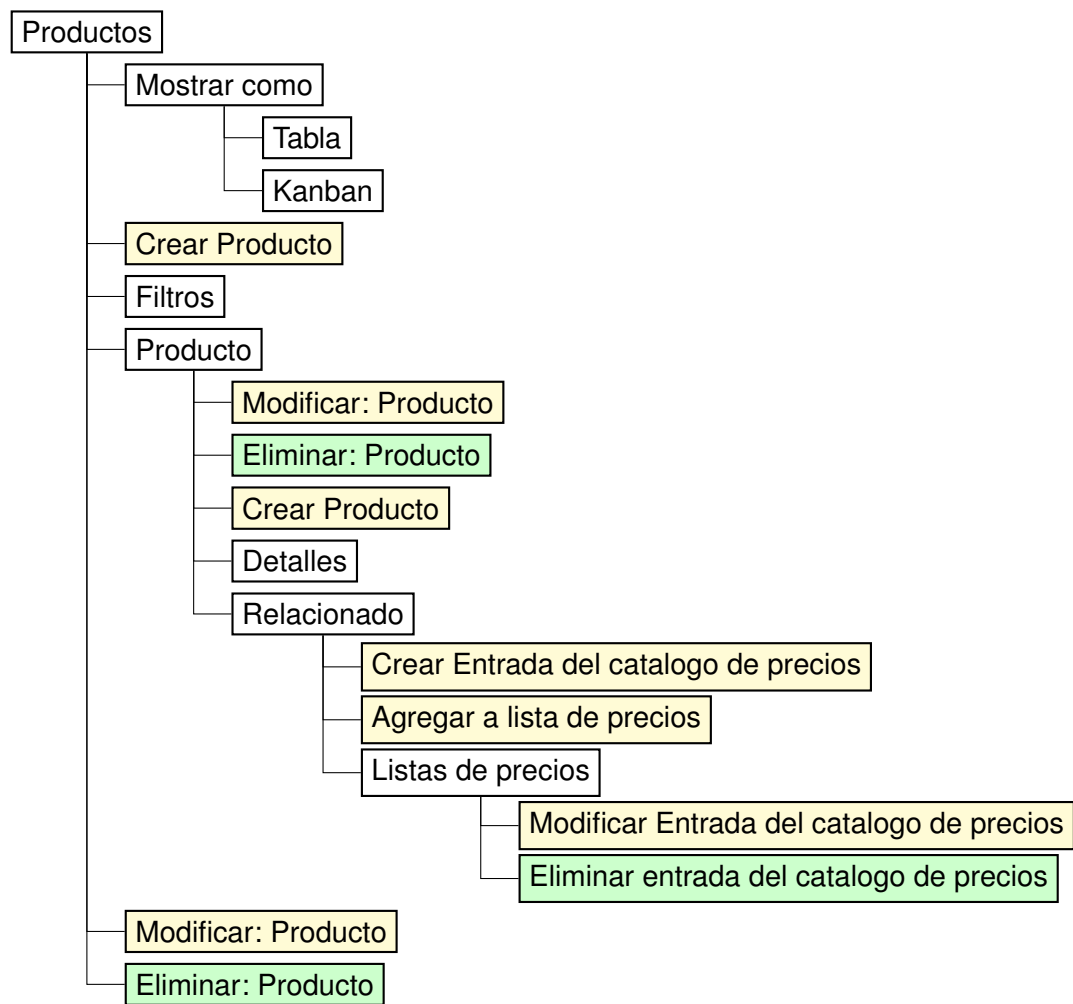 Productos
Mostrar como
Tabla
Kanban
Crear Producto
Filtros
Producto
Modificar: Producto
Eliminar: Producto
Crear Producto
Detalles
Relacionado
Crear Entrada del catalogo de precios
Agregar a lista de precios
Listas de precios
Modificar Entrada del catalogo de precios
Eliminar entrada del catalogo de precios
Modificar: Producto
Eliminar: Producto